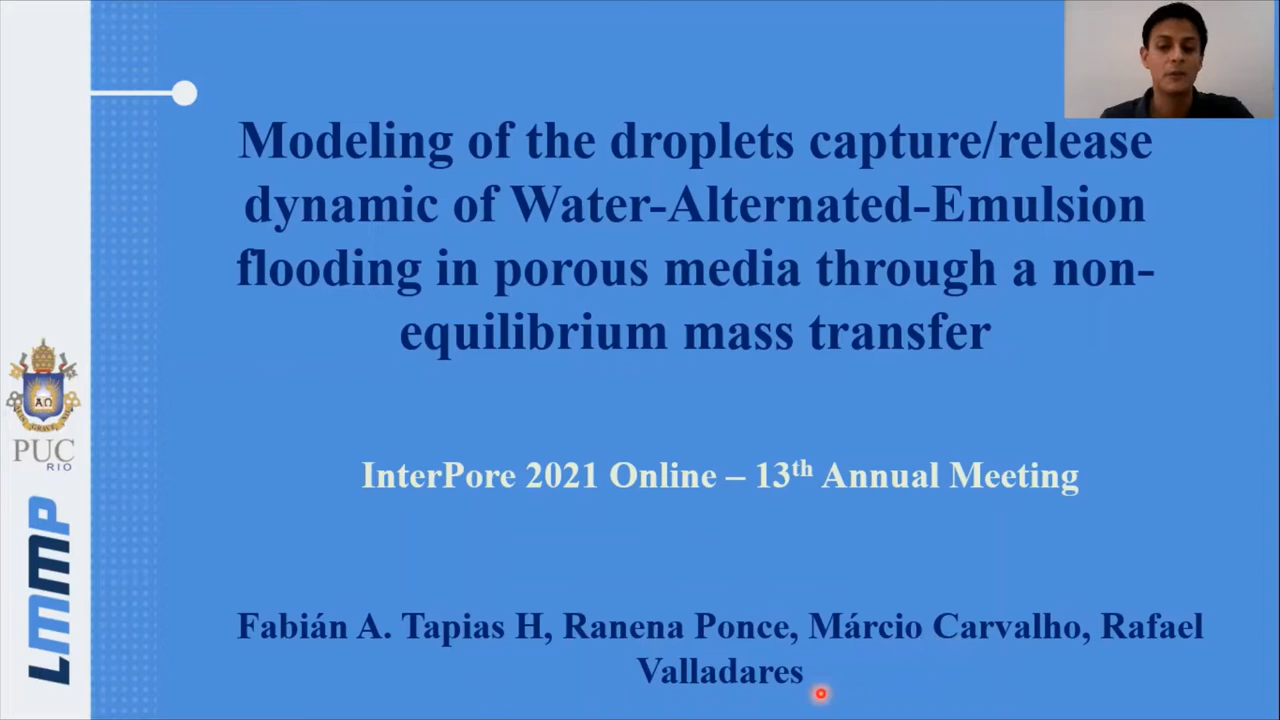 Modeling of the droplets capture/release
dynamic of Water-Alternated-Emulsion
flooding in porous media through a non-
equilibrium mass transfer
InterPore 2021 Online – 13th Annual Meeting
Fabián A. Tapias H, Ranena Ponce, Márcio Carvalho, Rafael
Valladares
ΑΩ
PUC
RIO
LMMP